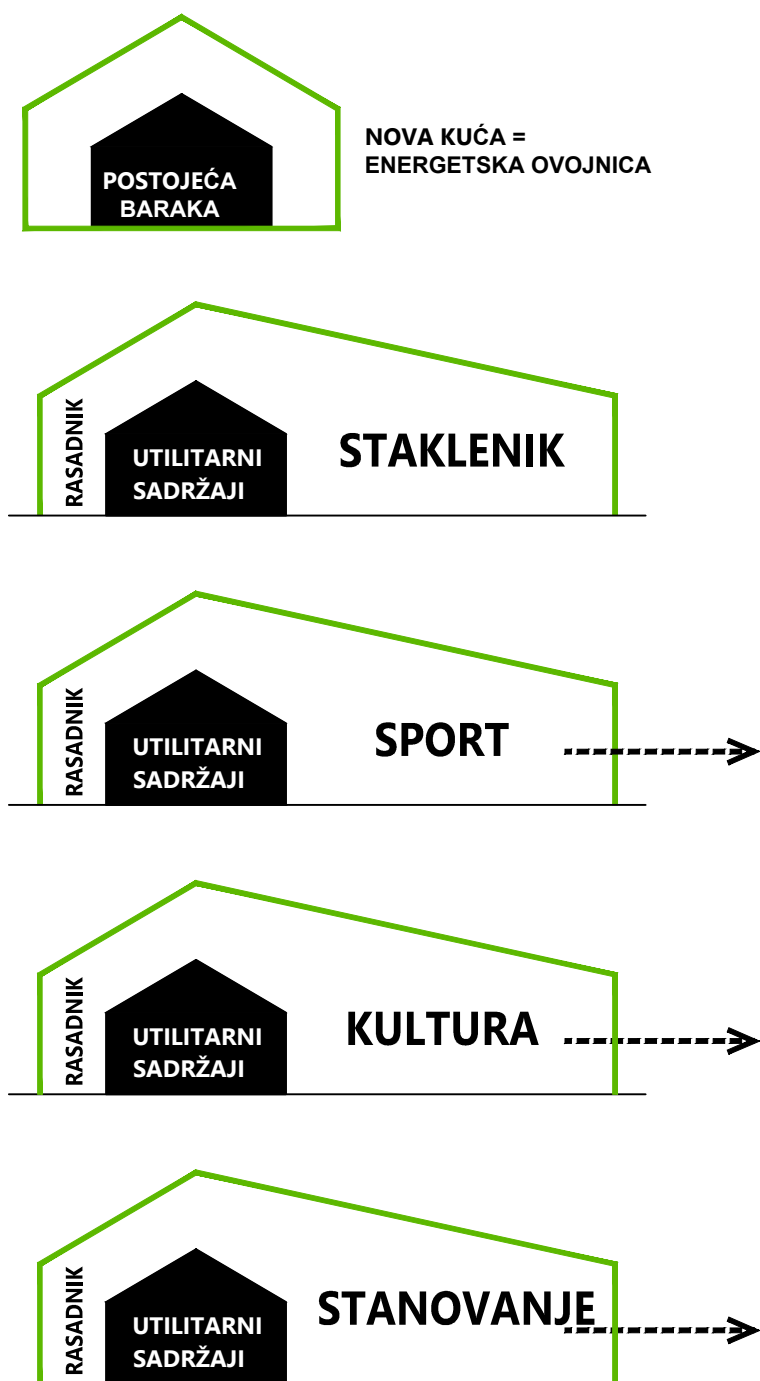 NOVA KUĆA =
ENERGETSKA OVOJNICA
POSTOJEĆA
BARAKA
RASADNIK
UTILITARNI
SADRŽAJI
STAKLENIK
RASADNIK
UTILITARNI
SADRŽAJI
SPORT
RASADNIK
UTILITARNI
SADRŽAJI
KULTURA
RASADNIK
UTILITARNI
SADRŽAJI
STANOVANJE